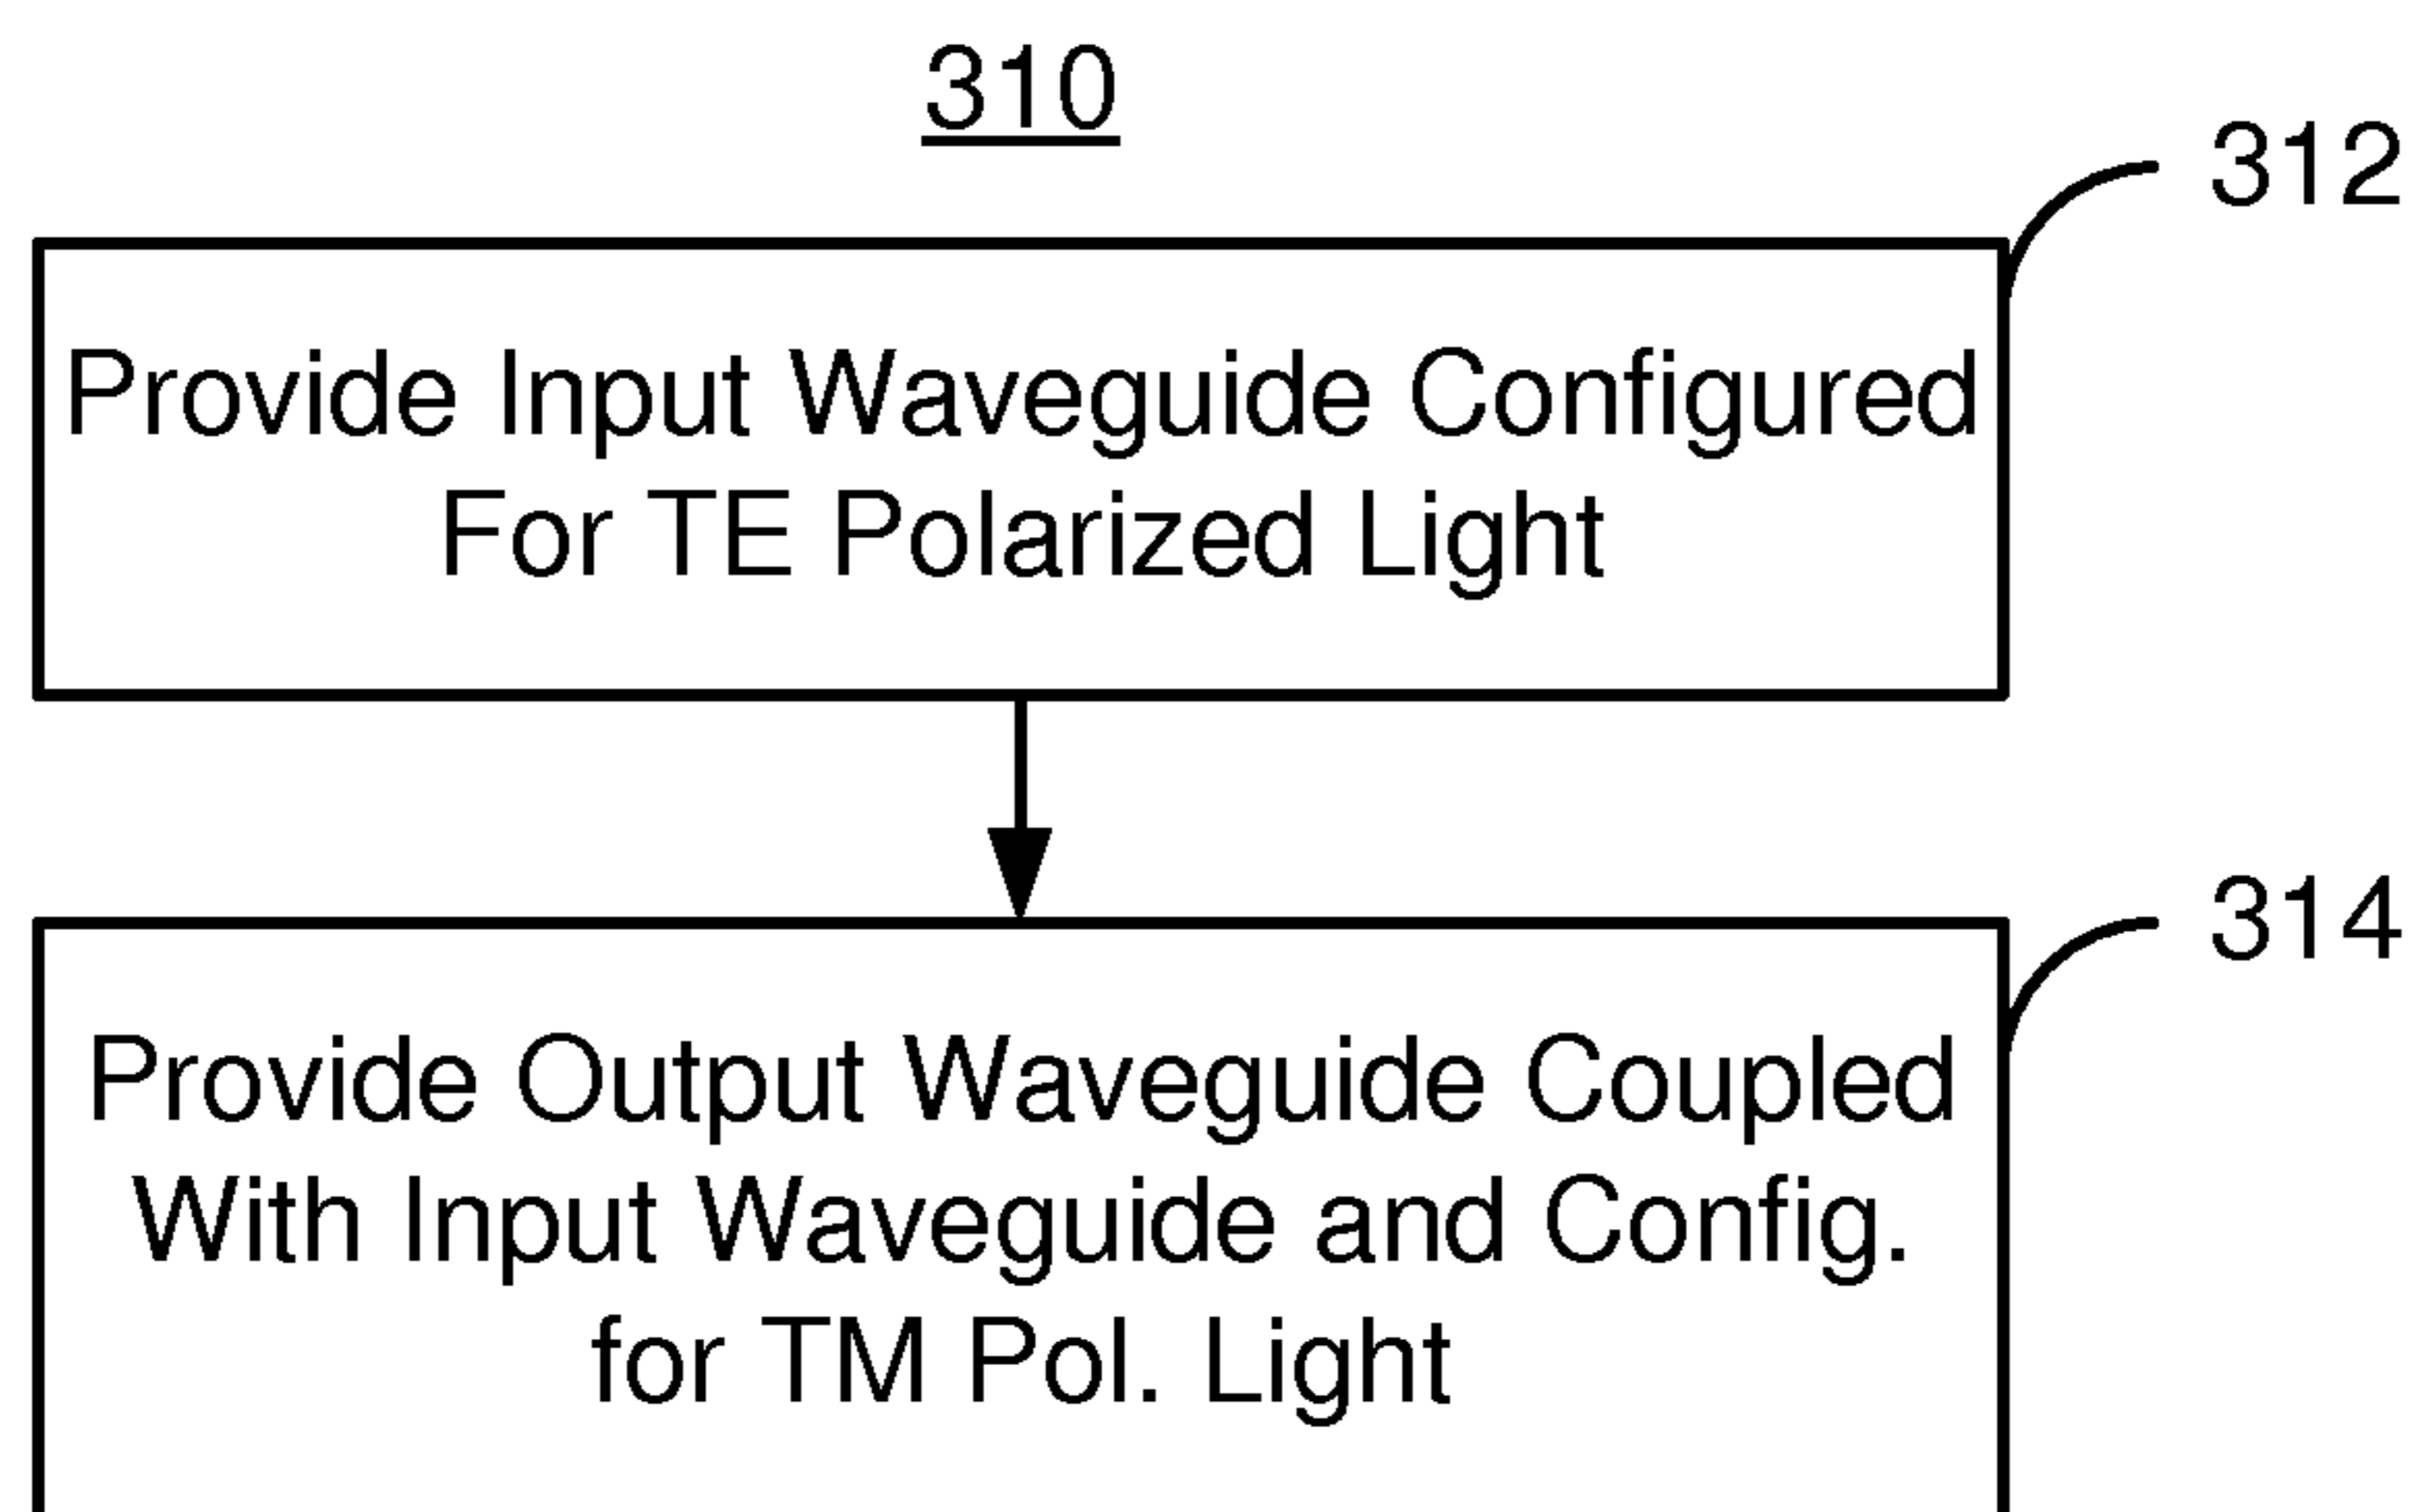 310
312
Provide Input Waveguide Configured
For TE Polarized Light
314
Provide Output Waveguide Coupled
With Input Waveguide and Config.
for TM Pol. Light